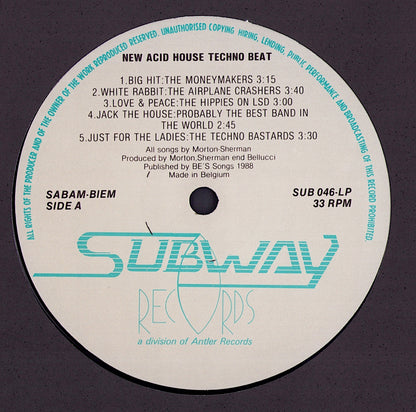 ALL RIGHTS OF THE PRODUCER AND OF THE OWNER OF THE WORK REPRODUCED RESERVED. UNAUTHORISED COPYING, HIRING, LENDING, PUBLIC PERFORMANCE AND BROADCASTING OF THIS RECORD PROHIBITED.
NEW ACID HOUSE TECHNO BEAT
1.BIG HIT:THE MONEYMAKERS 3:15
2.WHITE RABBIT:THE AIRPLANE CRASHERS 3:40
3.LOVE & PEACE:THE HIPPIES ON LSD 3:00
4.JACK THE HOUSE:PROBABLY THE BEST BAND IN
THE WORLD 2:45
5.JUST FOR THE LADIES:THE TECHNO BASTARDS 3:30
All songs by Morton-Sherman
Produced by Morton,Sherman end Bellucci
Published by BE'S Songs 1988
Made in Belgium
SABAM-BIEM
SIDE A
SUB 046-LP
33 RPM
SUBWAY
RECORDS
a division of Antler Records